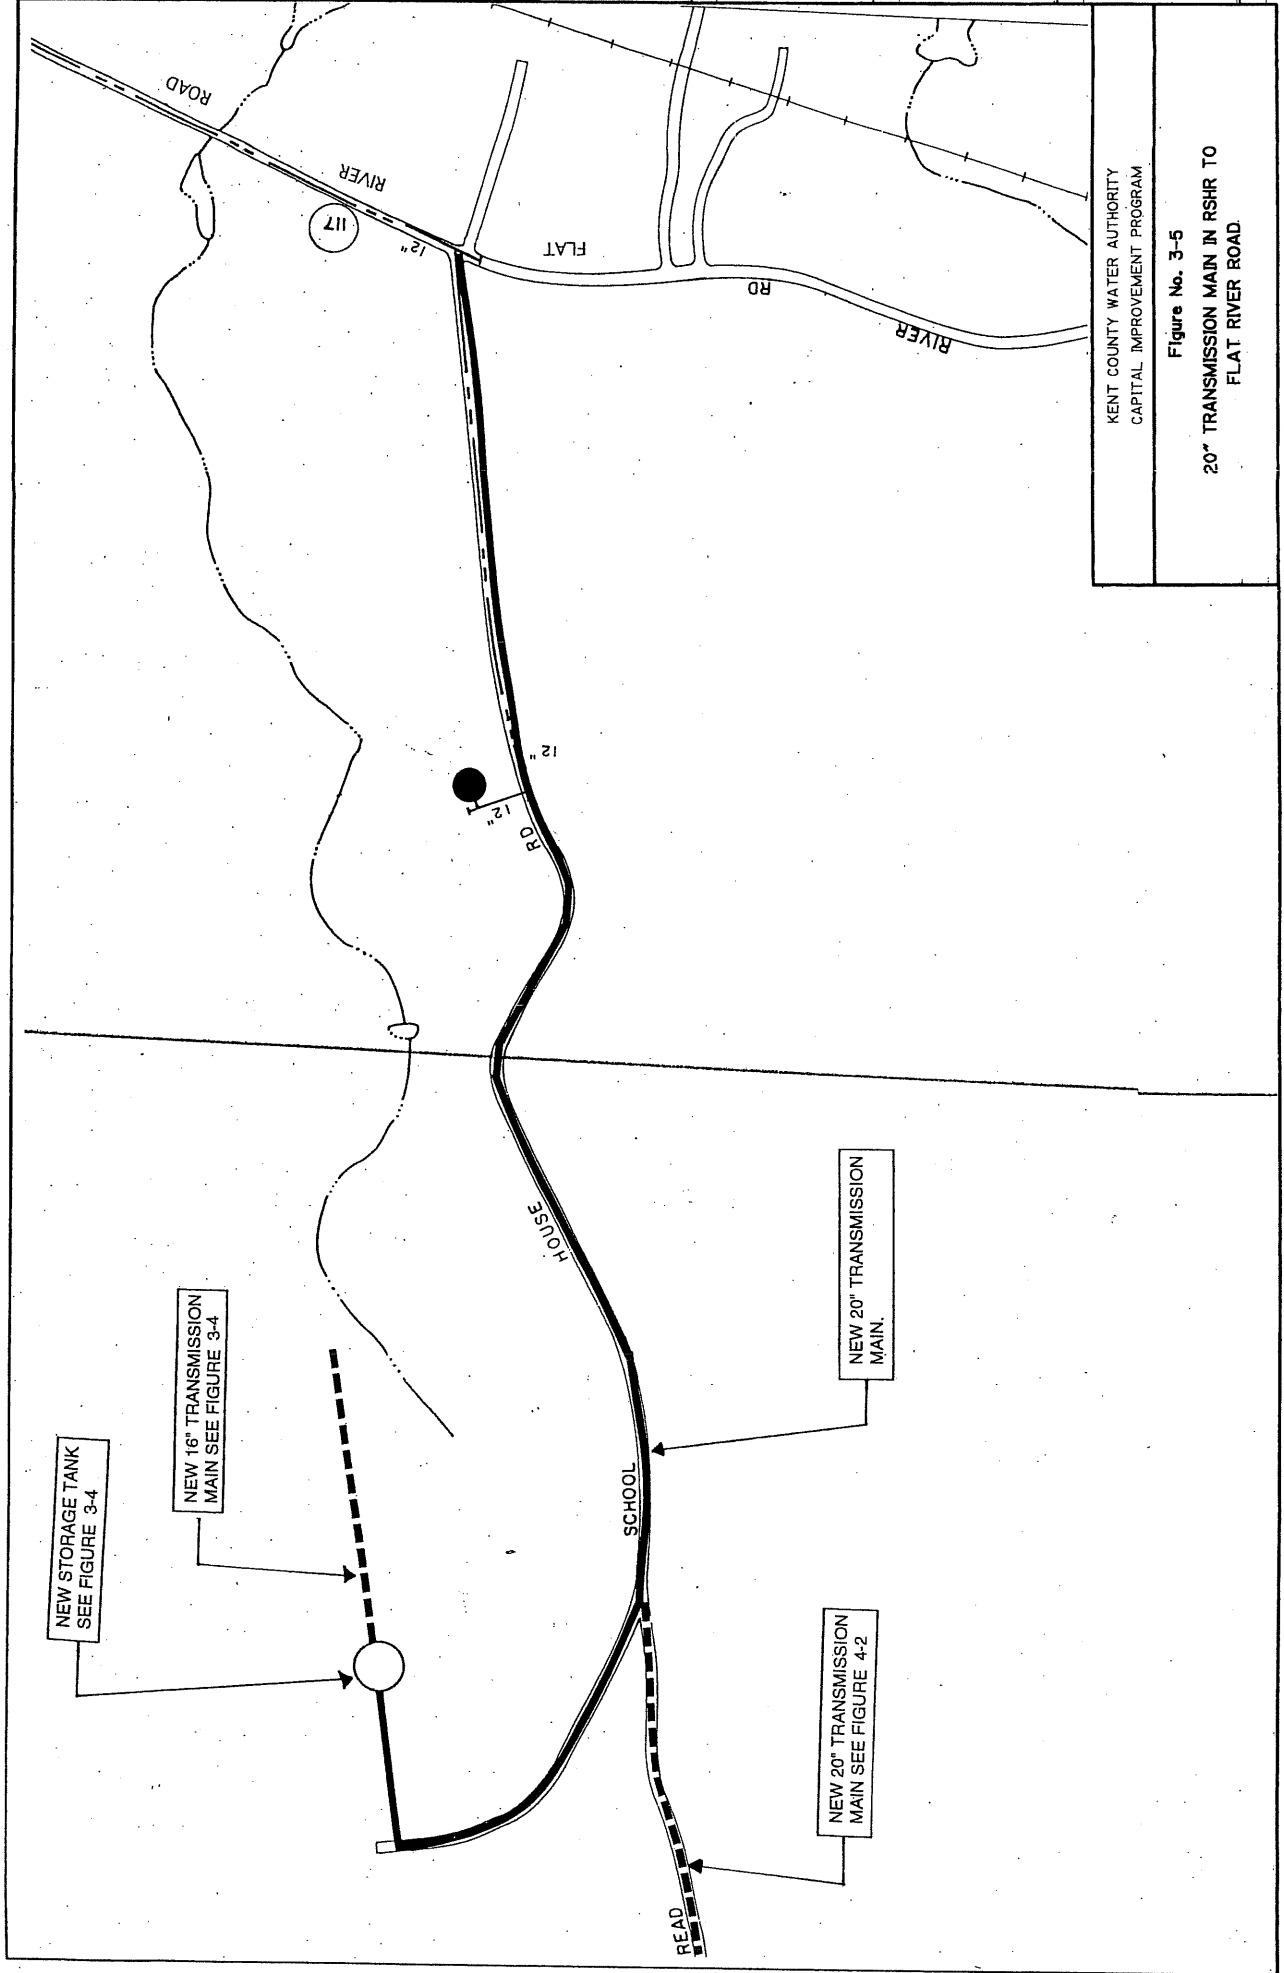 NEW STORAGE TANK
SEE FIGURE 3-4
NEW 16" TRANSMISSION
MAIN SEE FIGURE 3-4
READ
SCHOOL
HOUSE
RD
12"
12"
12"
117
RIVER
ROAD
FLAT
RD
RIVER
NEW 20" TRANSMISSION
MAIN SEE FIGURE 4-2
NEW 20" TRANSMISSION
MAIN.
KENT COUNTY WATER AUTHORITY
CAPITAL IMPROVEMENT PROGRAM
Figure No. 3-5
20" TRANSMISSION MAIN IN RSHR TO
FLAT RIVER ROAD